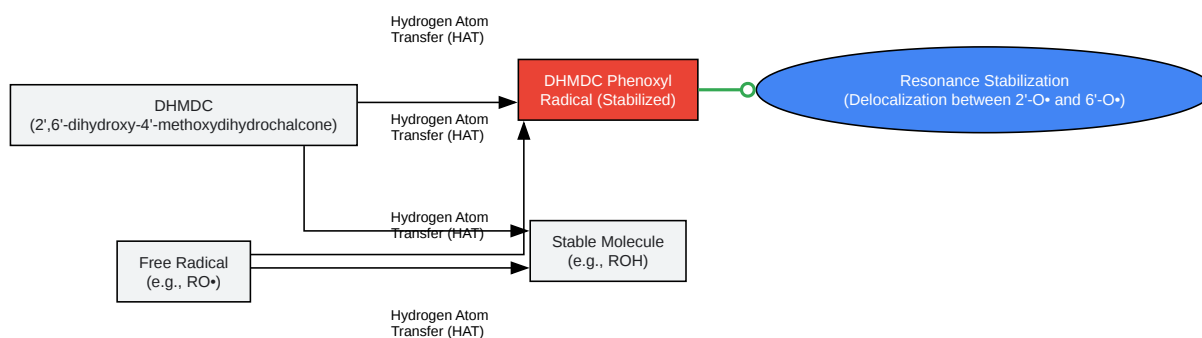 Hydrogen Atom
Transfer (HAT)
DHMDC Phenoxyl
Radical (Stabilized)
Resonance Stabilization
(Delocalization between 2'-O• and 6'-O•)
DHMDC
(2',6'-dihydroxy-4'-methoxydihydrochalcone)
Hydrogen Atom
Transfer (HAT)
Hydrogen Atom
Transfer (HAT)
Stable Molecule
(e.g., ROH)
Free Radical
(e.g., RO•)
Hydrogen Atom
Transfer (HAT)